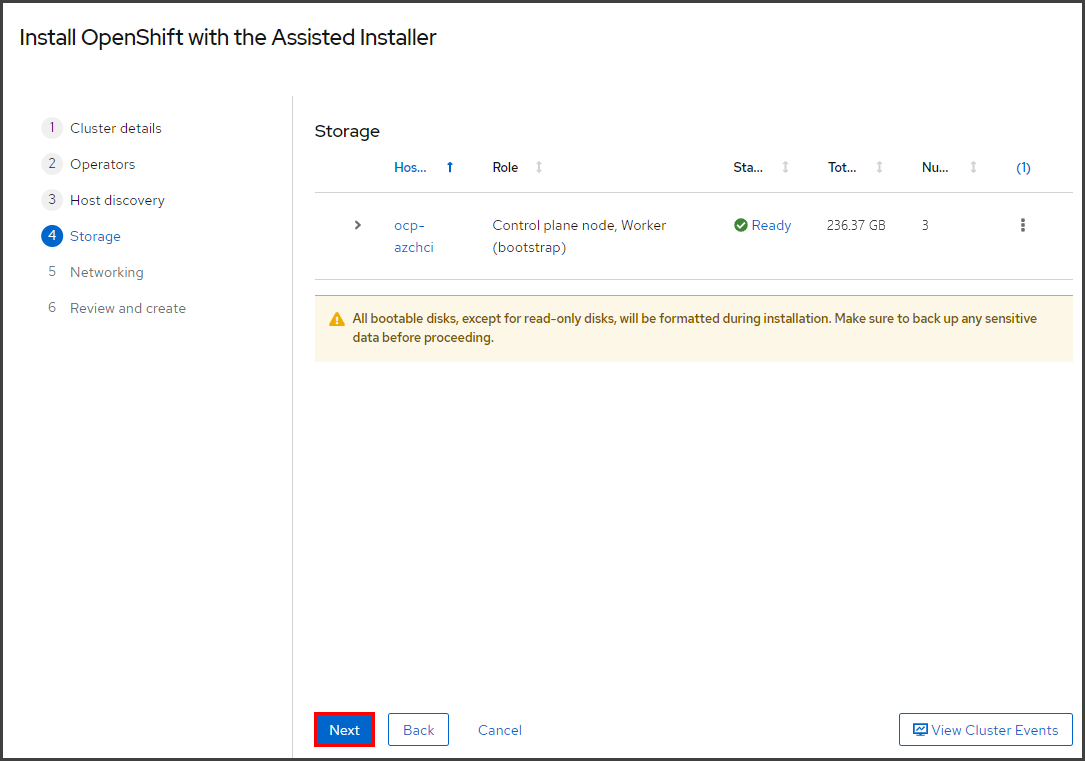 Install OpenShift with the Assisted Installer
1 Cluster details
2 Operators
3 Host discovery
4 Storage
5 Networking
6 Review and create
Storage
Hos... Role Sta... Tot... Nu... (1)
ocp-
azchci
Control plane node, Worker
(bootstrap)
Ready
236.37 GB
3
All bootable disks, except for read-only disks, will be formatted during installation. Make sure to back up any sensitive
data before proceeding.
Next Back Cancel View Cluster Events